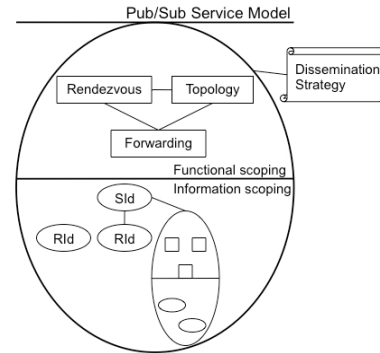 Pub/Sub Service Model
Dissemination
Strategy
Rendezvous
Topology
Forwarding
Functional scoping
Information scoping
SId
RId
RId